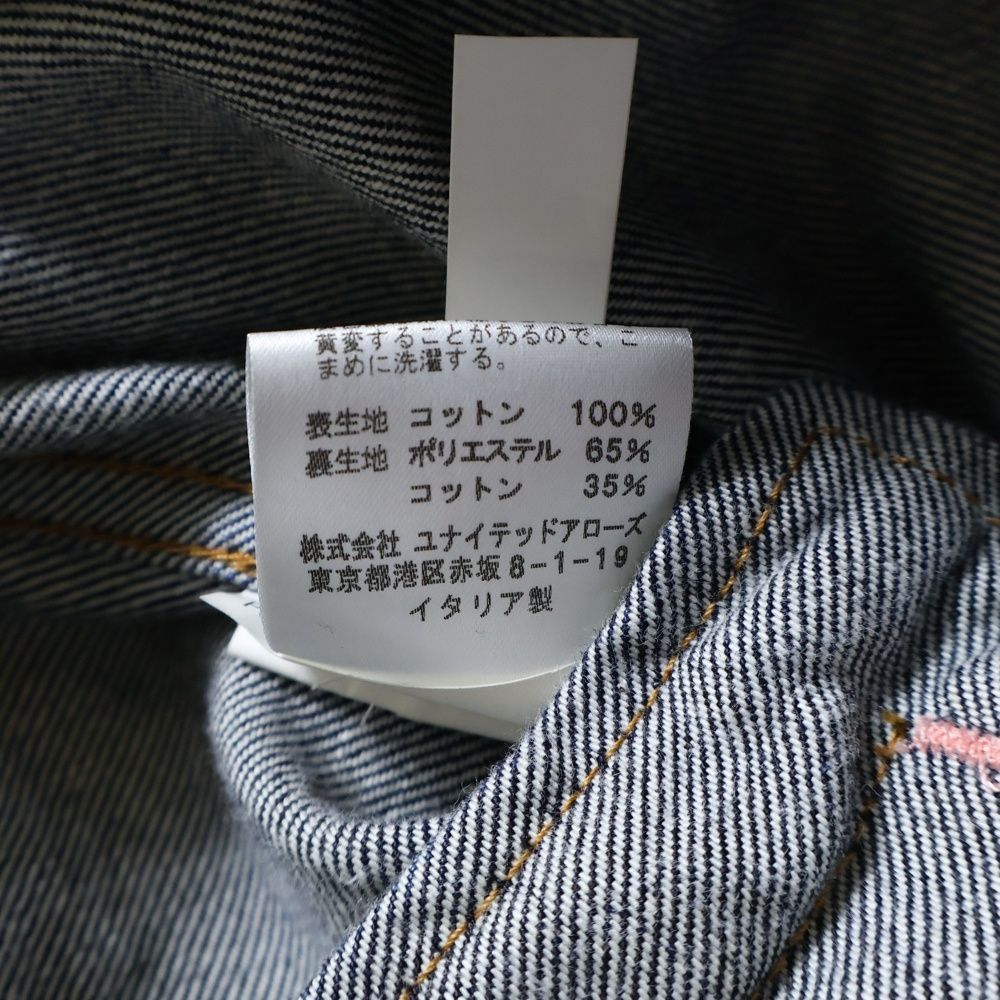 黄変することがあるので、こ
まめに洗濯する。
表生地 コットン 100%
裏生地 ポリエステル 65%
コットン 35%
株式会社 ユナイテッドアローズ
東京都港区赤坂8-1-19
イタリア製